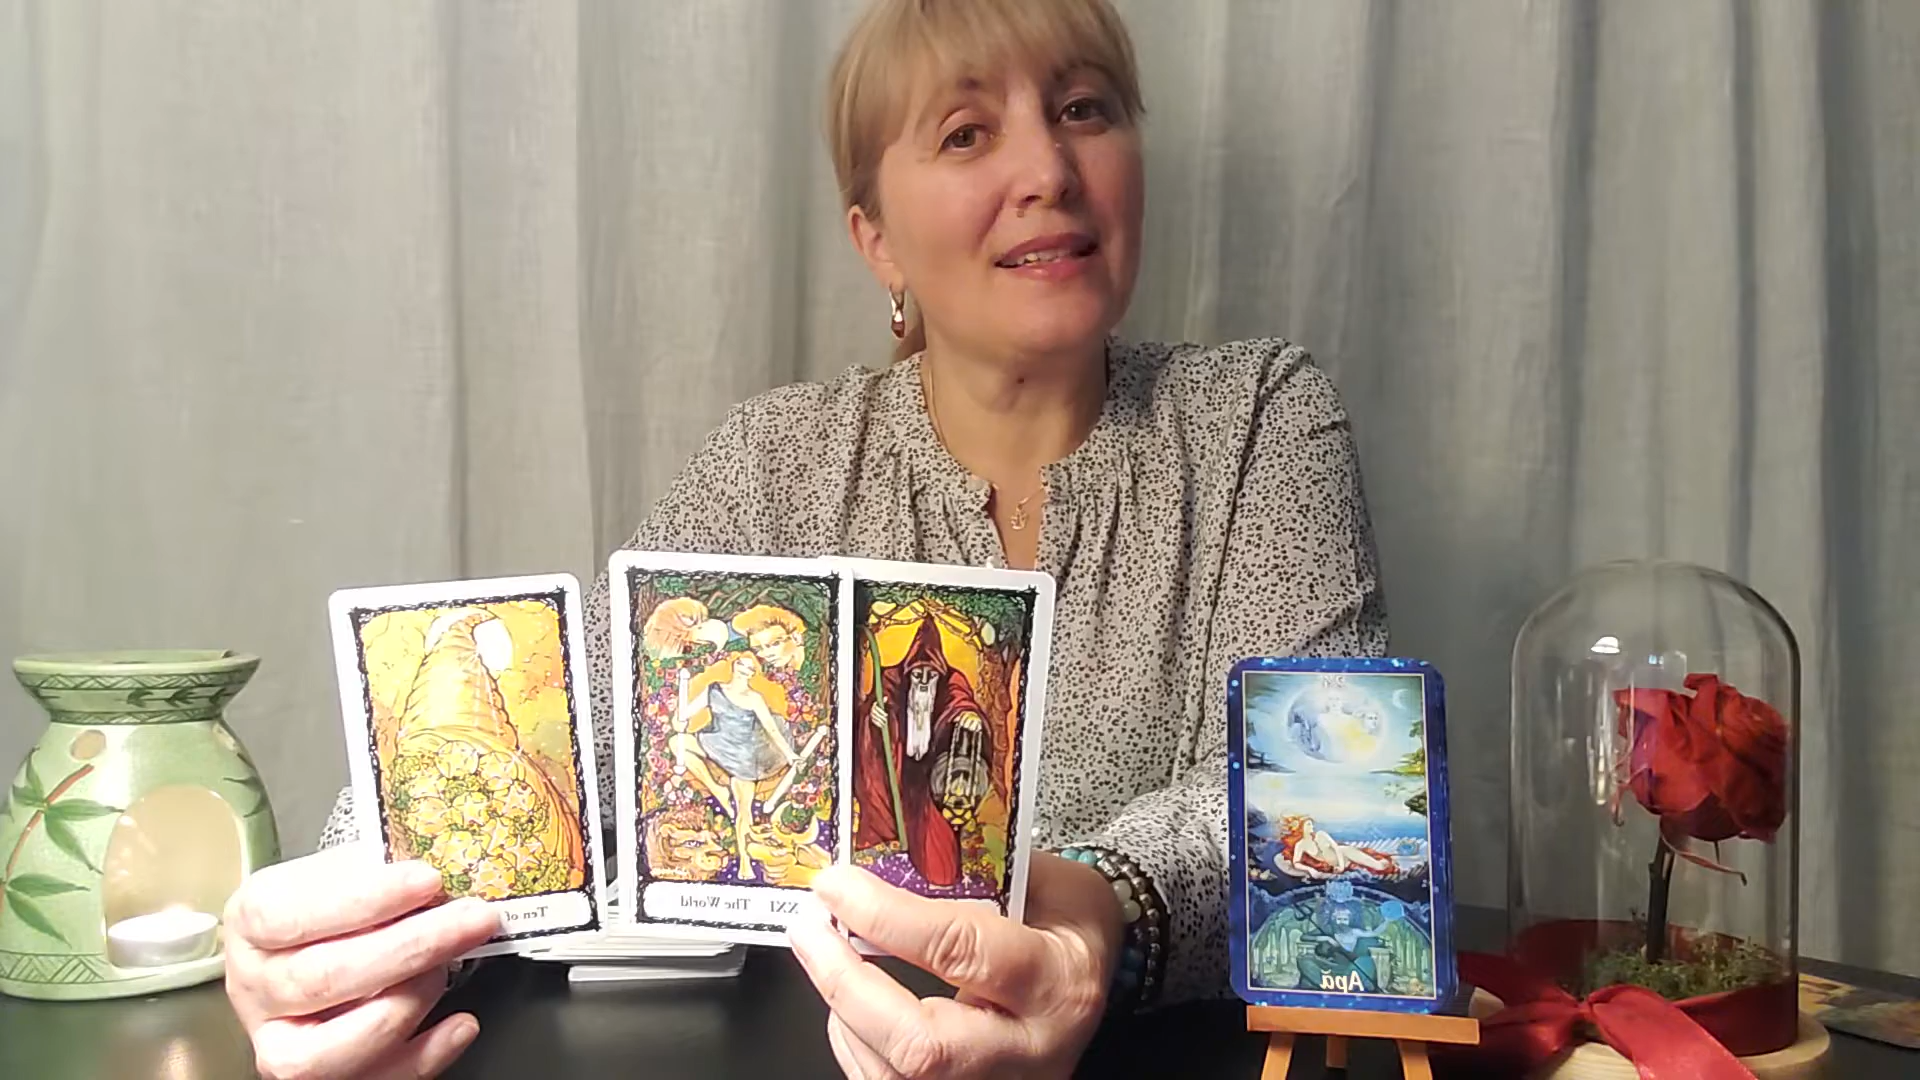 Ten of
XXI The World
Apă